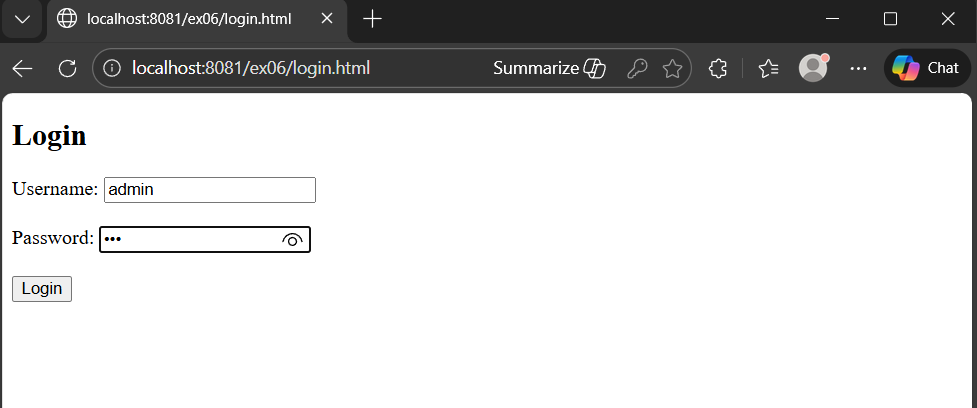 localhost:8081/ex06/login.html
localhost:8081/ex06/login.html Summarize Chat
Login
Username: admin
Password: •••
Login